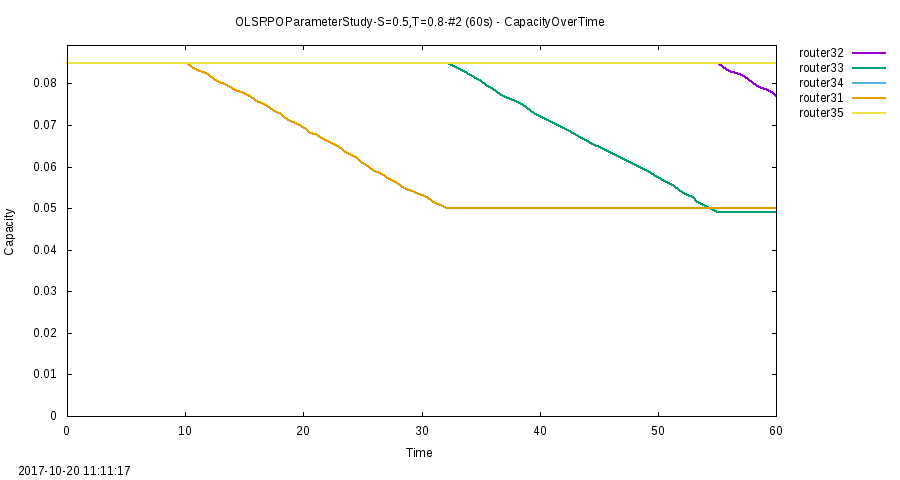 OLSRPOParameterStudy-S=0.5,T=0.8-#2 (60s) - CapacityOverTime
router32
router33
router34
router31
router35
0.08
0.07
0.06
0.05
0.04
0.03
0.02
0.01
0
Capacity
0 10 20 30 40 50 60
Time
2017-10-20 11:11:17